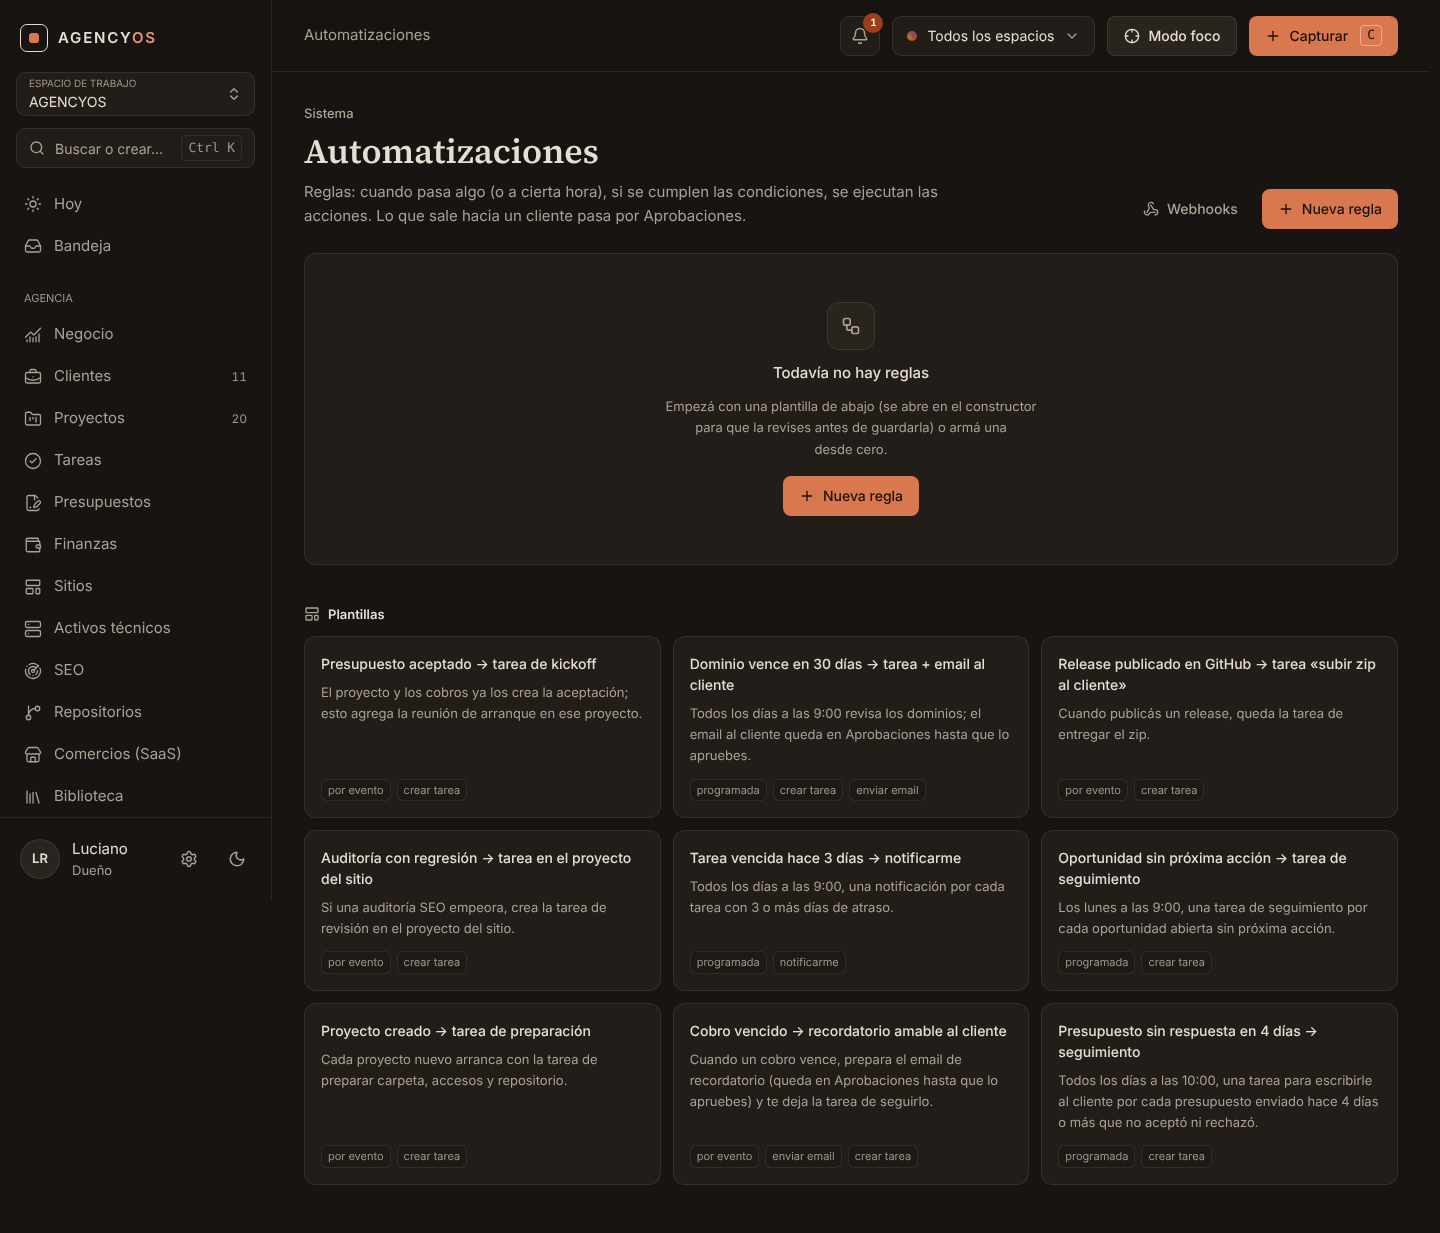 AGENCYOS
ESPACIO DE TRABAJO
AGENCYOS
Buscar o crear... Ctrl K
Hoy
Bandeja
AGENCIA
Negocio
Clientes 11
Proyectos 20
Tareas
Presupuestos
Finanzas
Sitios
Activos técnicos
SEO
Repositorios
Comercios (SaaS)
Biblioteca
LR
Luciano
Dueño
Automatizaciones
1
Todos los espacios
Modo foco
Capturar C
Sistema
Automatizaciones
Reglas: cuando pasa algo (o a cierta hora), si se cumplen las condiciones, se ejecutan las
acciones. Lo que sale hacia un cliente pasa por Aprobaciones.
Webhooks
Nueva regla
Todavía no hay reglas
Empezá con una plantilla de abajo (se abre en el constructor
para que la revises antes de guardarla) o armá una
desde cero.
Nueva regla
Plantillas
Presupuesto aceptado → tarea de kickoff
El proyecto y los cobros ya los crea la aceptación;
esto agrega la reunión de arranque en ese proyecto.
por evento crear tarea
Dominio vence en 30 días → tarea + email al
cliente
Todos los días a las 9:00 revisa los dominios; el
email al cliente queda en Aprobaciones hasta que lo
apruebes.
programada crear tarea enviar email
Release publicado en GitHub → tarea «subir zip
al cliente»
Cuando publicás un release, queda la tarea de
entregar el zip.
por evento crear tarea
Auditoría con regresión → tarea en el proyecto
del sitio
Si una auditoría SEO empeora, crea la tarea de
revisión en el proyecto del sitio.
por evento crear tarea
Tarea vencida hace 3 días → notificarme
Todos los días a las 9:00, una notificación por cada
tarea con 3 o más días de atraso.
programada notificarme
Oportunidad sin próxima acción → tarea de
seguimiento
Los lunes a las 9:00, una tarea de seguimiento por
cada oportunidad abierta sin próxima acción.
programada crear tarea
Proyecto creado → tarea de preparación
Cada proyecto nuevo arranca con la tarea de
preparar carpeta, accesos y repositorio.
por evento crear tarea
Cobro vencido → recordatorio amable al cliente
Cuando un cobro vence, prepara el email de
recordatorio (queda en Aprobaciones hasta que lo
apruebes) y te deja la tarea de seguirlo.
por evento enviar email crear tarea
Presupuesto sin respuesta en 4 días →
seguimiento
Todos los días a las 10:00, una tarea para escribirle
al cliente por cada presupuesto enviado hace 4 días
o más que no aceptó ni rechazó.
programada crear tarea